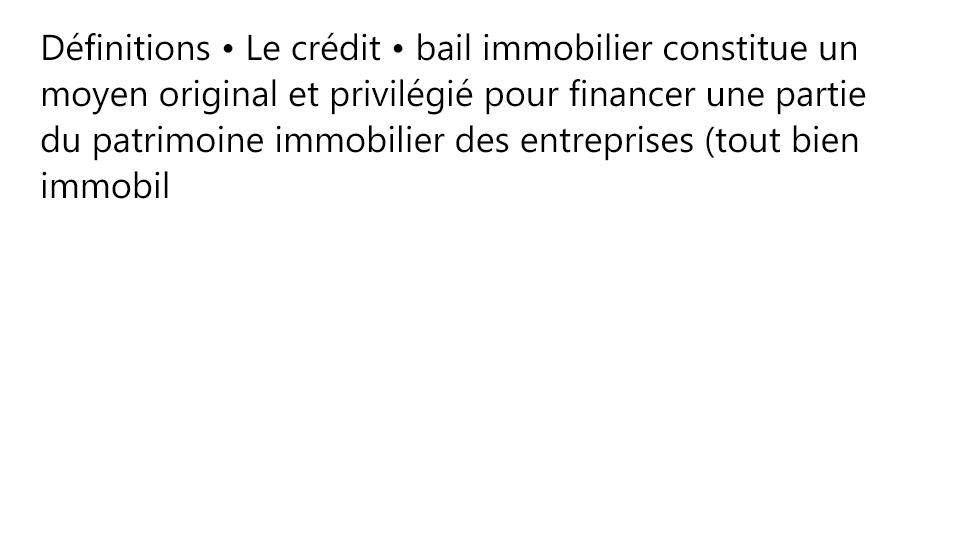 Définitions • Le crédit • bail immobilier constitue un
moyen original et privilégié pour financer une partie
du patrimoine immobilier des entreprises (tout bien
immobil